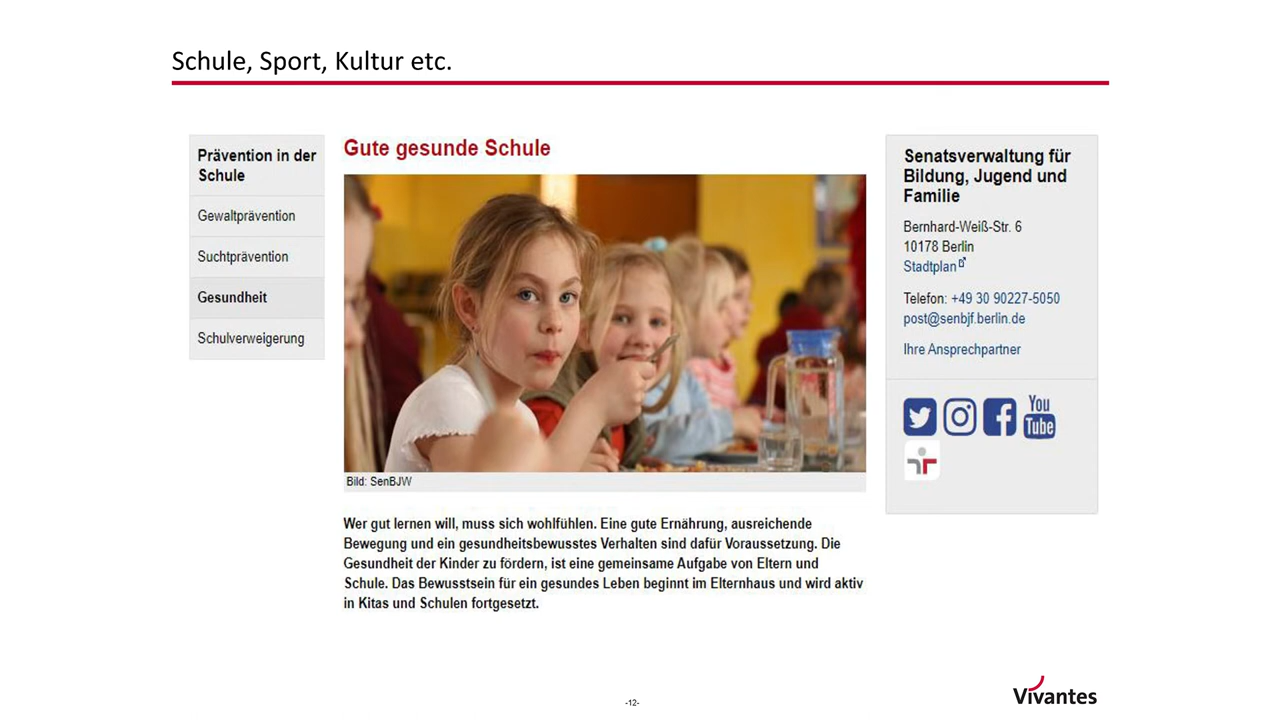 Schule, Sport, Kultur etc.
Prävention in der
Schule
Gewaltprävention
Suchtprävention
Gesundheit
Schulverweigerung
Gute gesunde Schule
Bild: SenBJW
Wer gut lernen will, muss sich wohlfühlen. Eine gute Ernährung, ausreichende
Bewegung und ein gesundheitsbewusstes Verhalten sind dafür Voraussetzung. Die
Gesundheit der Kinder zu fördern, ist eine gemeinsame Aufgabe von Eltern und
Schule. Das Bewusstsein für ein gesundes Leben beginnt im Elternhaus und wird aktiv
in Kitas und Schulen fortgesetzt.
Senatsverwaltung für
Bildung, Jugend und
Familie
Bernhard-Weiß-Str. 6
10178 Berlin
Stadtplan
Telefon: +49 30 90227-5050
post@senbjf.berlin.de
Ihre Ansprechpartner
You
Tube
-12-
Vivantes